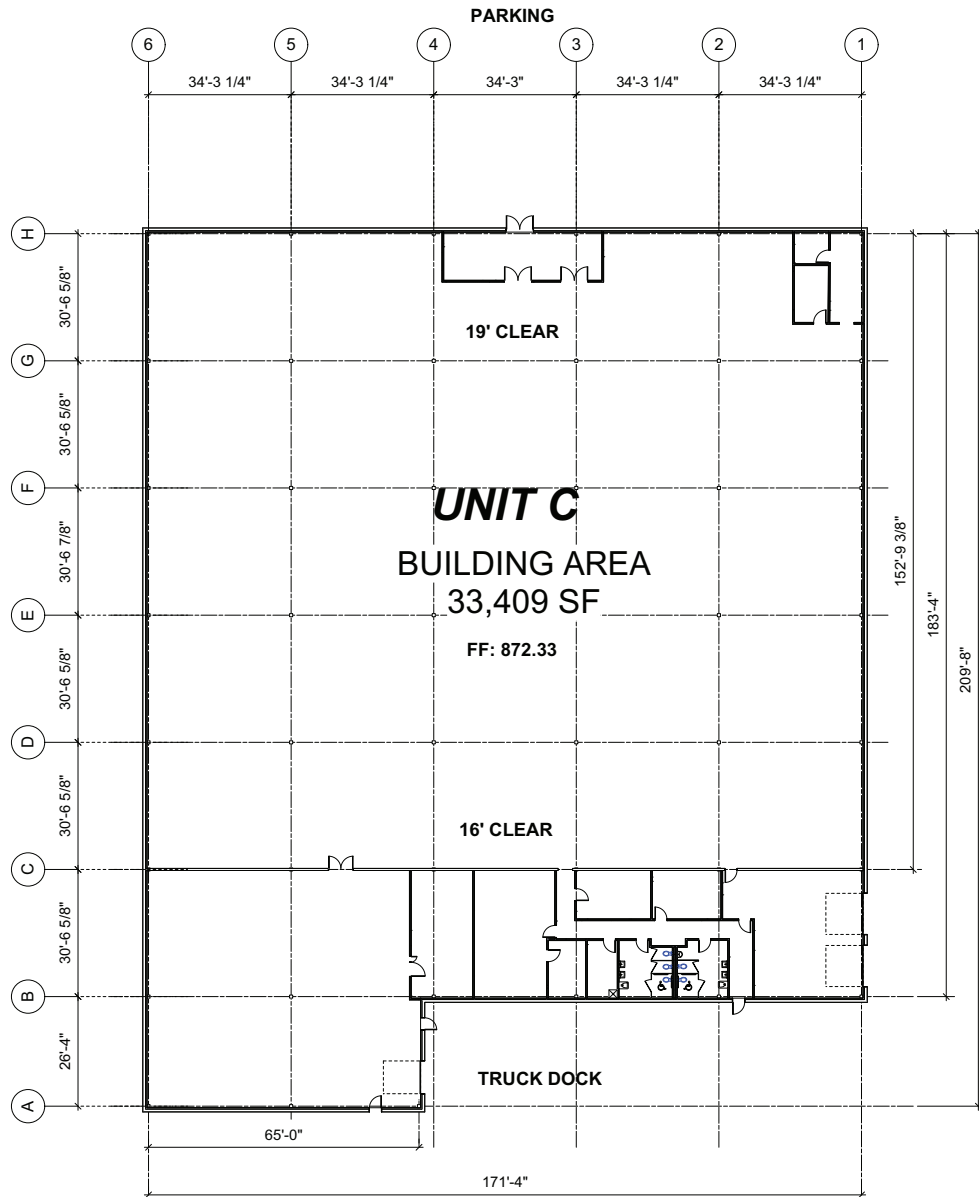 PARKING
6
5
4
3
2
1
34'-3 1/4"
34'-3 1/4"
34'-3"
34'-3 1/4"
34'-3 1/4"
H
30'-6 5/8"
G
30'-6 5/8"
F
30'-6 7/8"
E
30'-6 5/8"
D
30'-6 5/8"
C
30'-6 5/8"
B
26'-4"
A
19' CLEAR
UNIT C
BUILDING AREA
33,409 SF
FF: 872.33
16' CLEAR
152'-9 3/8"
183'-4"
209'-8"
TRUCK DOCK
65'-0"
171'-4"